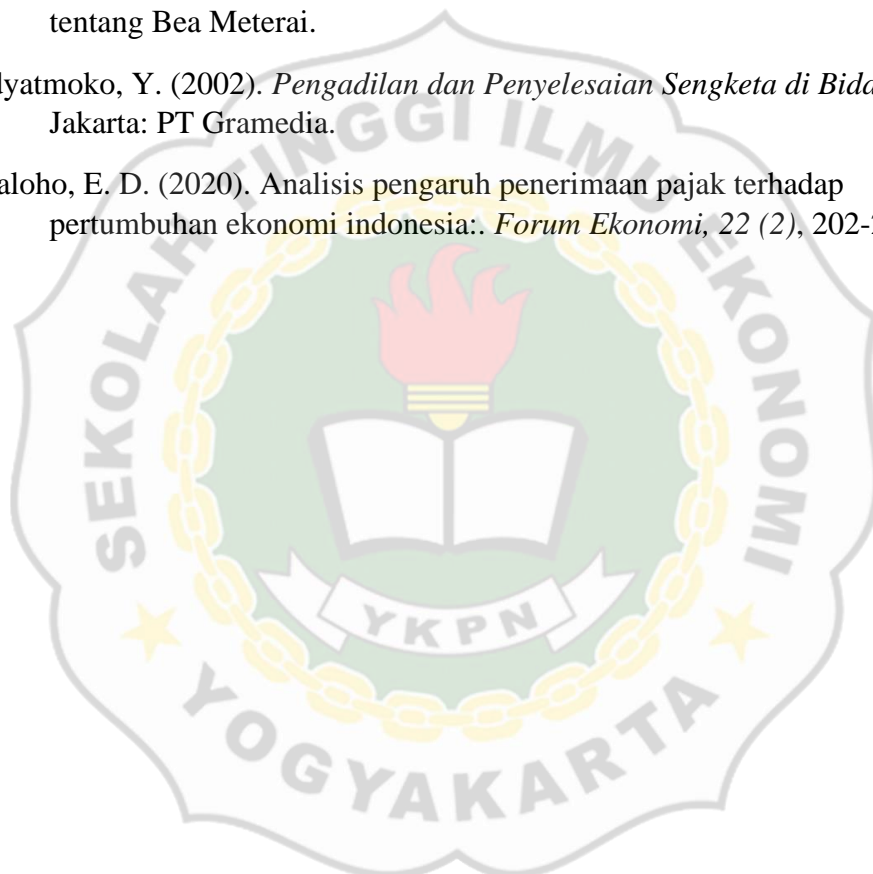 tentang Bea Meterai.
dyatmoko, Y. (2002). Pengadilan dan Penyelesaian Sengketa di Bida
Jakarta: PT Gramedia.
aloho, E. D. (2020). Analisis pengaruh penerimaan pajak terhadap
pertumbuhan ekonomi indonesia:. Forum Ekonomi, 22 (2), 202-
SEKOLAH TINGGI ILMU EKONOMI
YKPN
YOGYAKARTA